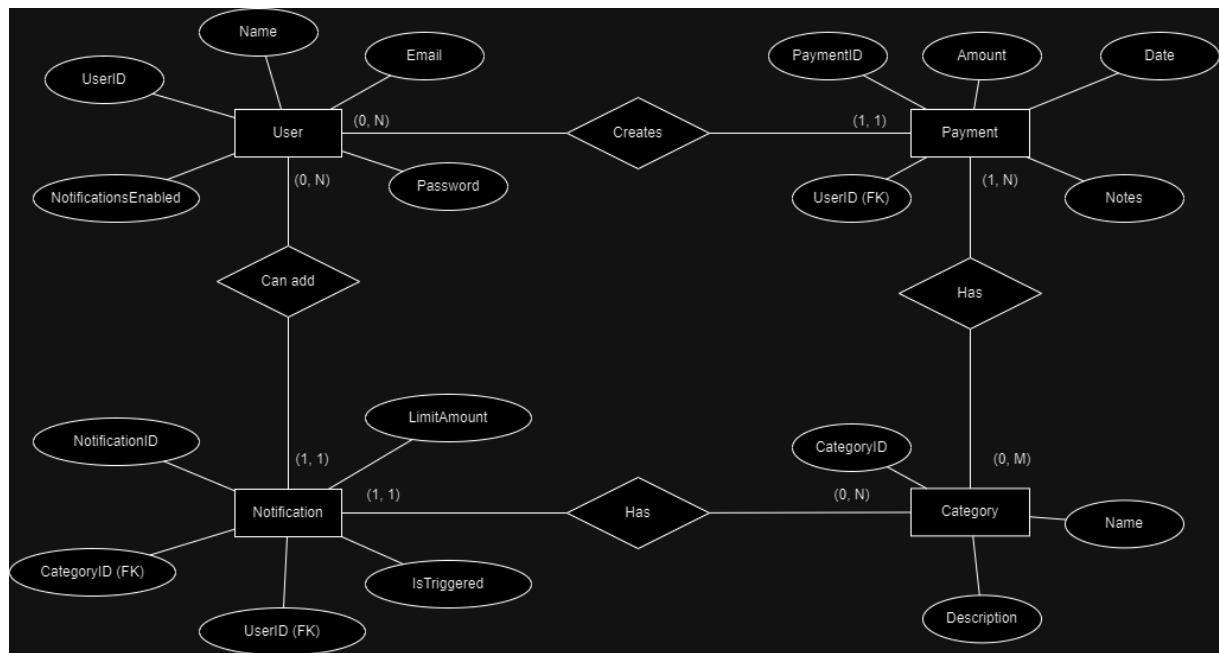 Name
Email
UserID
User
(0, N)
NotificationsEnabled
Password
(0, N)
Creates
PaymentID
Amount
Date
(1, 1)
Payment
UserID (FK)
(1, N)
Notes
Can add
Has
NotificationID
LimitAmount
(1, 1)
(1, 1)
Notification
CategoryID (FK)
IsTriggered
UserID (FK)
Has
CategoryID
(0, M)
(0, N)
Category
Name
Description